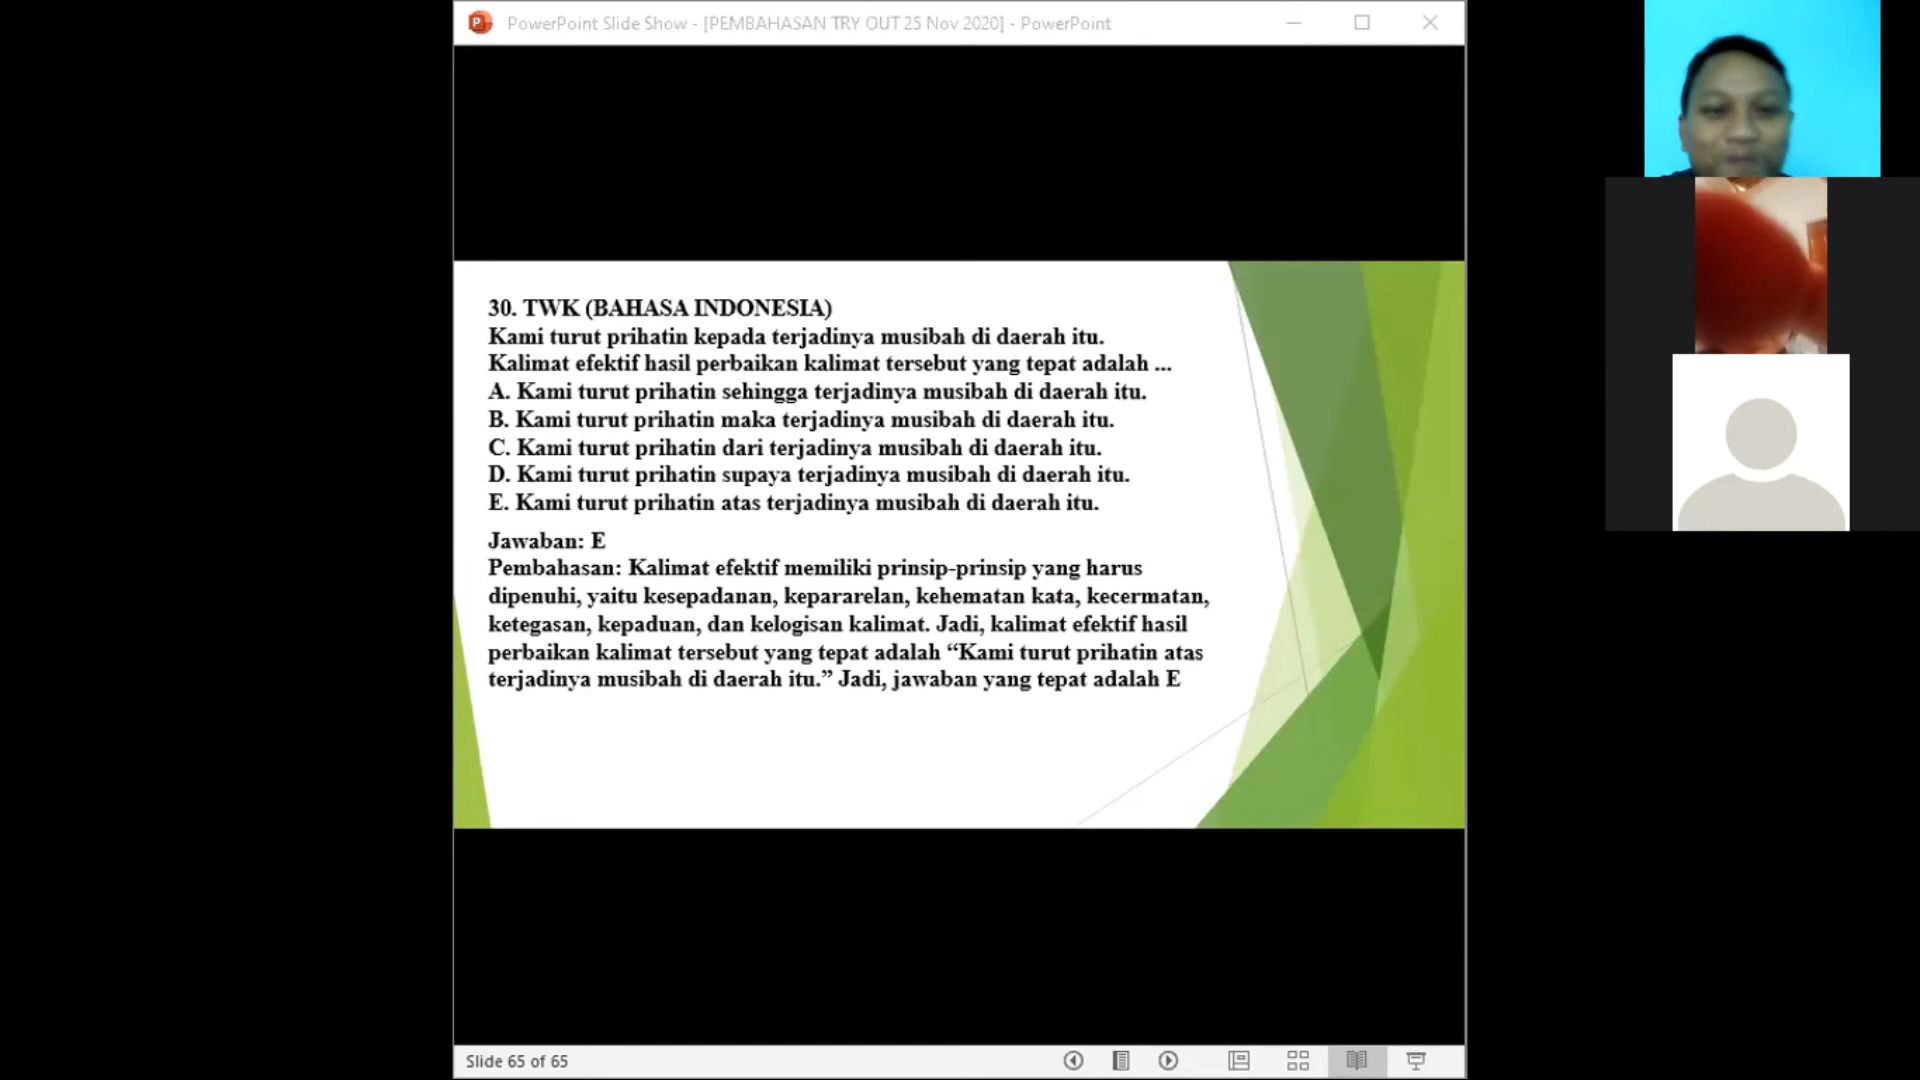 PowerPoint Slide Show - [PEMBAHASAN TRY OUT 25 Nov 2020] - PowerPoint
30. TWK (BAHASA INDONESIA)
Kami turut prihatin kepada terjadinya musibah di daerah itu.
Kalimat efektif hasil perbaikan kalimat tersebut yang tepat adalah ...
A. Kami turut prihatin sehingga terjadinya musibah di daerah itu.
B. Kami turut prihatin maka terjadinya musibah di daerah itu.
C. Kami turut prihatin dari terjadinya musibah di daerah itu.
D. Kami turut prihatin supaya terjadinya musibah di daerah itu.
E. Kami turut prihatin atas terjadinya musibah di daerah itu.
Jawaban: E
Pembahasan: Kalimat efektif memiliki prinsip-prinsip yang harus
dipenuhi, yaitu kesepadanan, kepararelan, kehematan kata, kecermatan,
ketegasan, kepaduan, dan kelogisan kalimat. Jadi, kalimat efektif hasil
perbaikan kalimat tersebut yang tepat adalah “Kami turut prihatin atas
terjadinya musibah di daerah itu.” Jadi, jawaban yang tepat adalah E
Slide 65 of 65